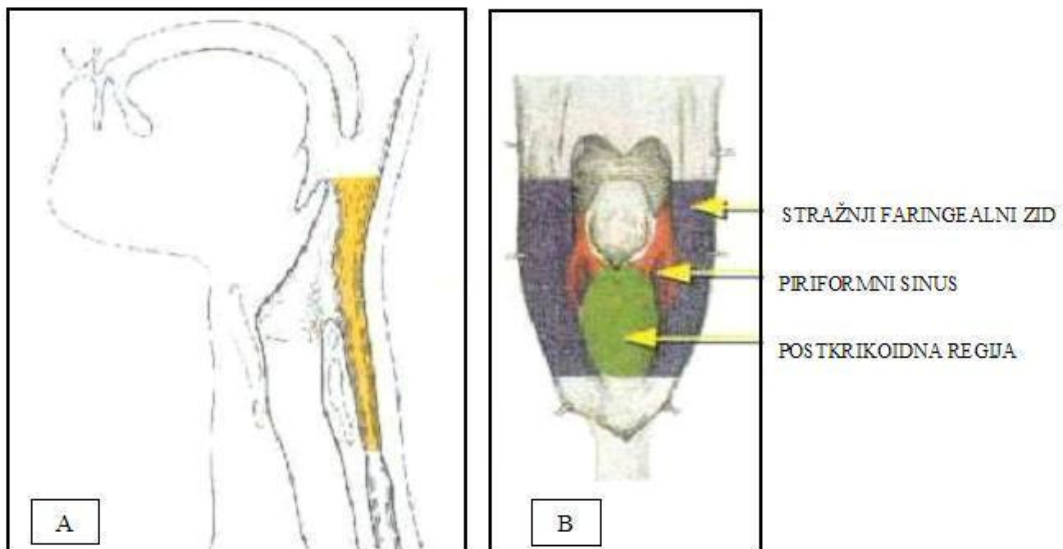 STRAŽNJI FARINGEALNI ZID
PIRIFORMNI SINUS
POSTKRIKOIDNA REGIJA
A
B